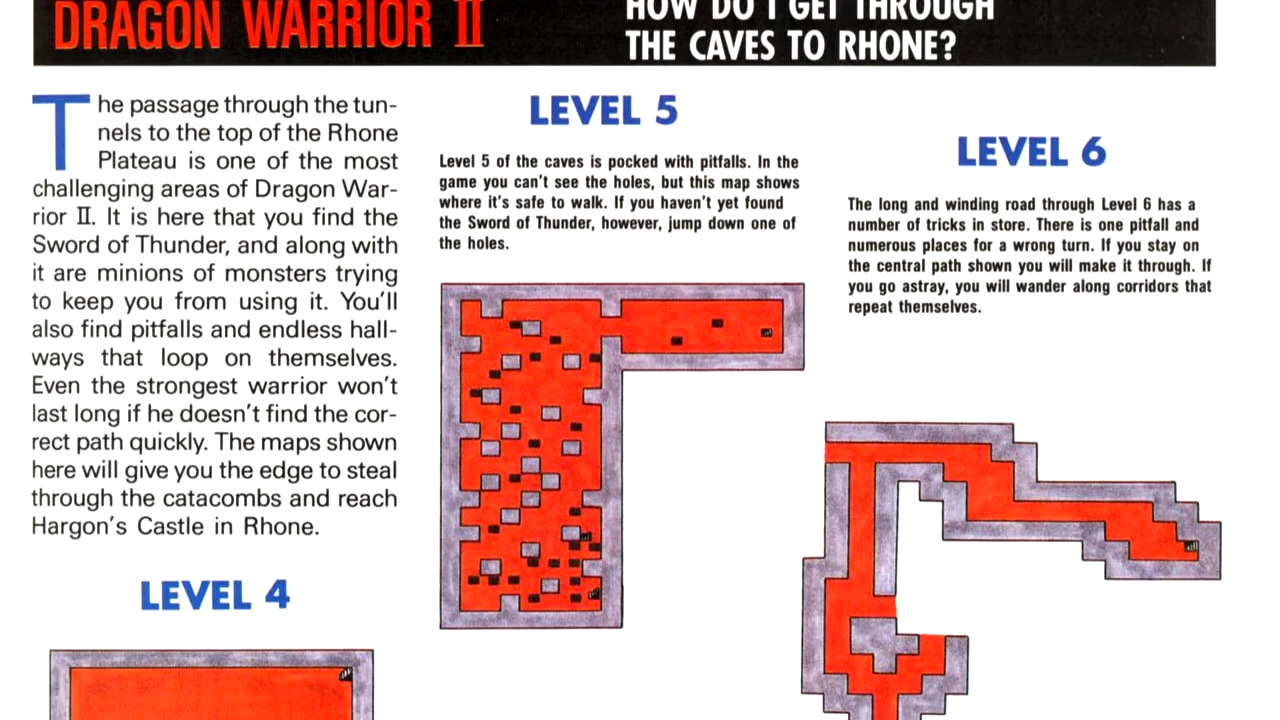 DRAGON WARRIOR II
HOW DO I GET THROUGH
THE CAVES TO RHONE?
The passage through the tun-
nels to the top of the Rhone
Plateau is one of the most
challenging areas of Dragon War-
rior II. It is here that you find the
Sword of Thunder, and along with
it are minions of monsters trying
to keep you from using it. You'll
also find pitfalls and endless hall-
ways that loop on themselves.
Even the strongest warrior won't
last long if he doesn't find the cor-
rect path quickly. The maps shown
here will give you the edge to steal
through the catacombs and reach
Hargon's Castle in Rhone.
LEVEL 4
LEVEL 5
Level 5 of the caves is pocked with pitfalls. In the
game you can't see the holes, but this map shows
where it's safe to walk. If you haven't yet found
the Sword of Thunder, however, jump down one of
the holes.
LEVEL 6
The long and winding road through Level 6 has a
number of tricks in store. There is one pitfall and
numerous places for a wrong turn. If you stay on
the central path shown you will make it through. If
you go astray, you will wander along corridors that
repeat themselves.